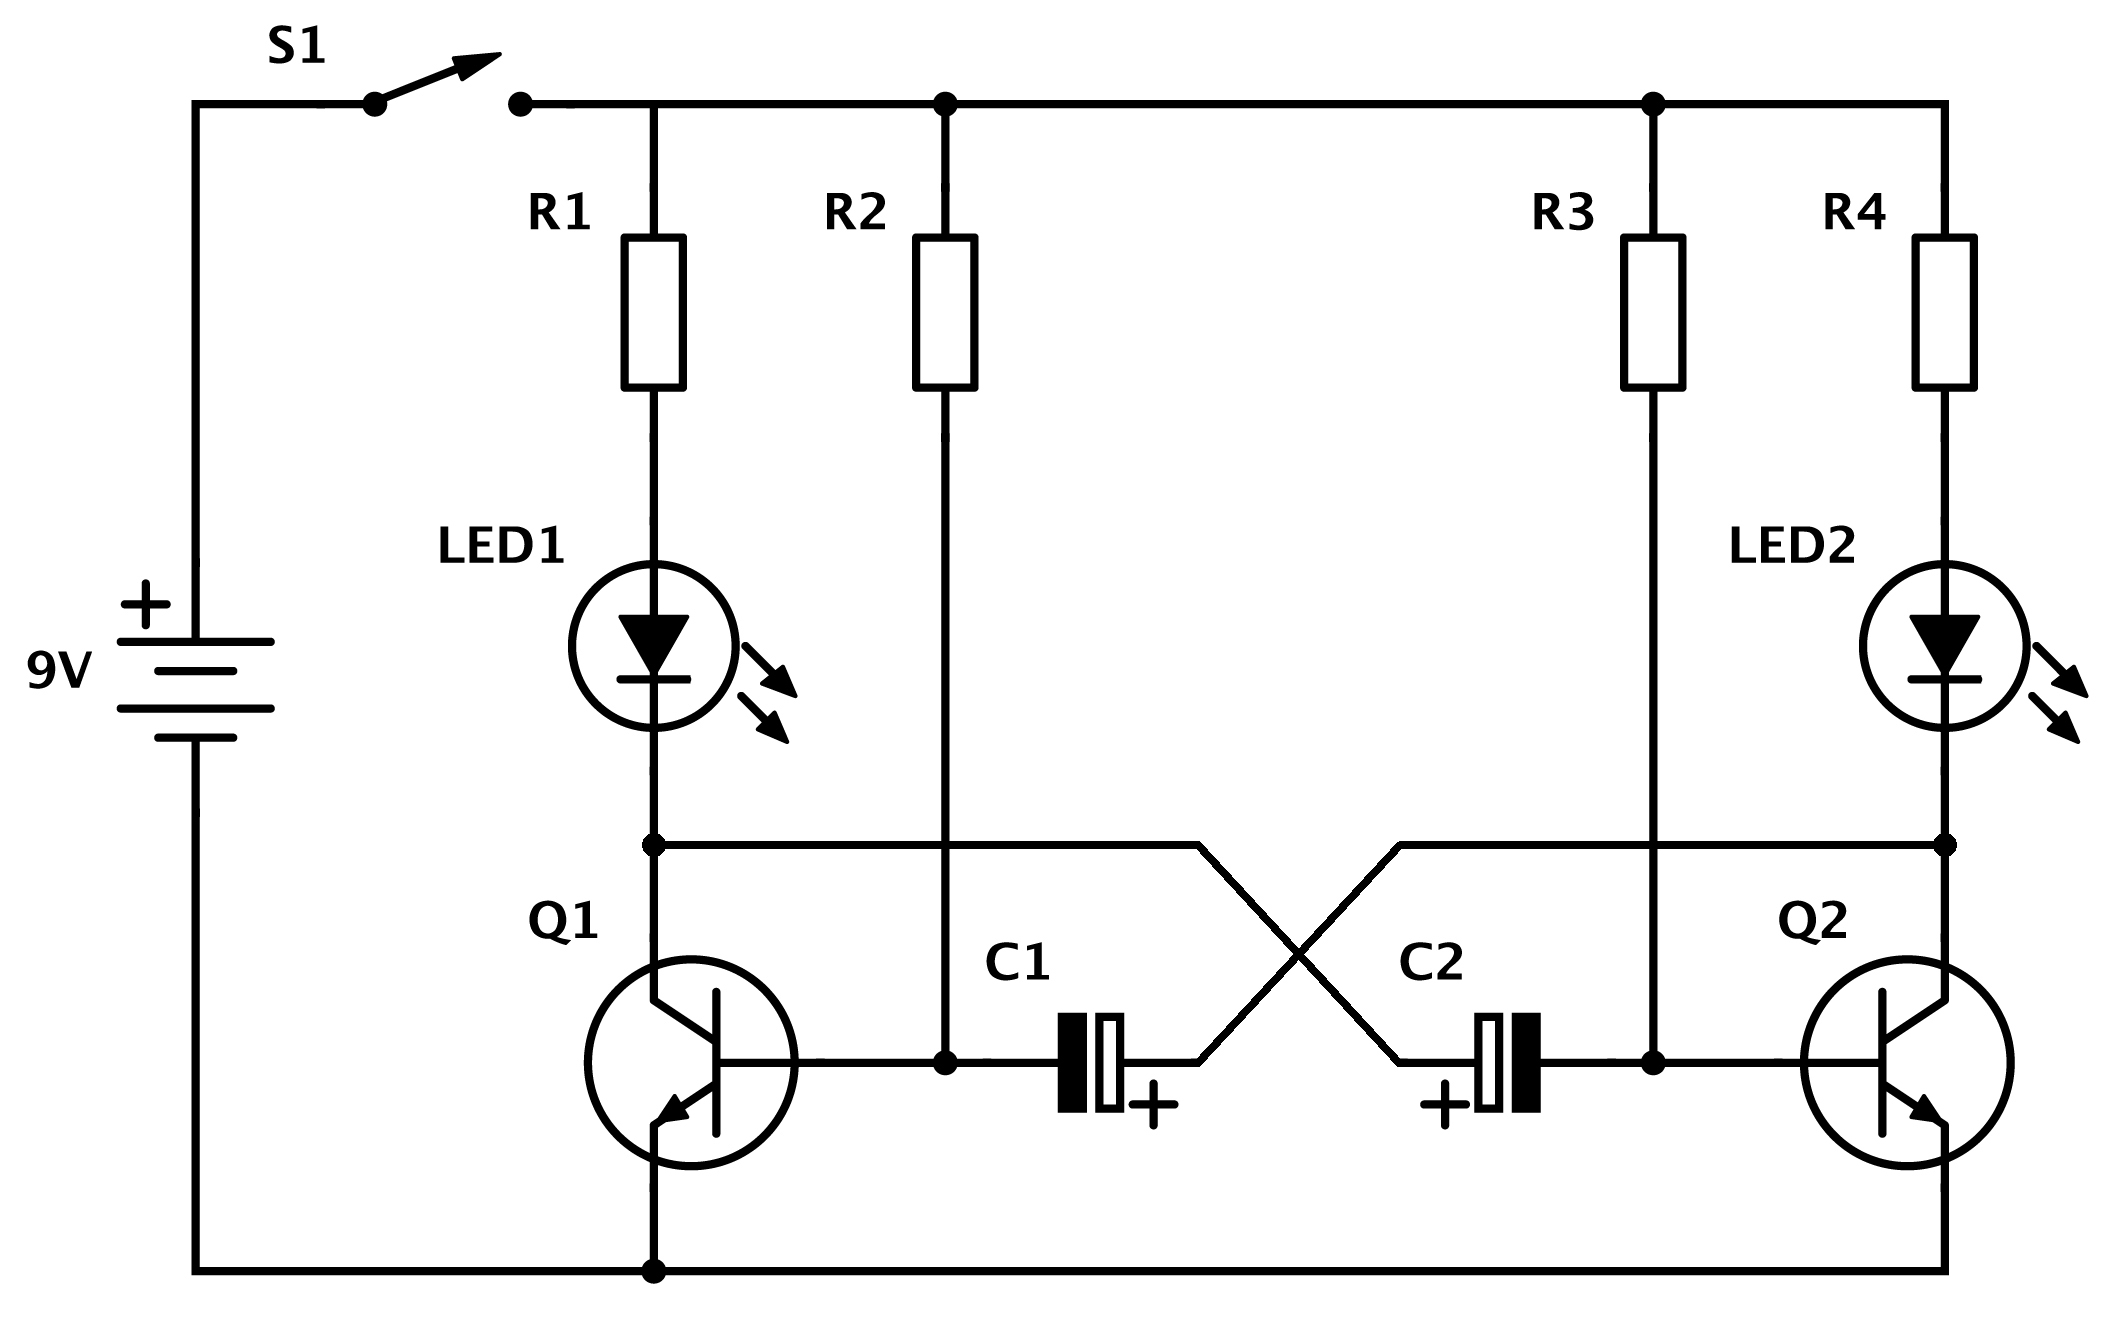 S1
R1
R2
R3
R4
LED1
LED2
+
9V
Q1
C1
C2
Q2
+
+